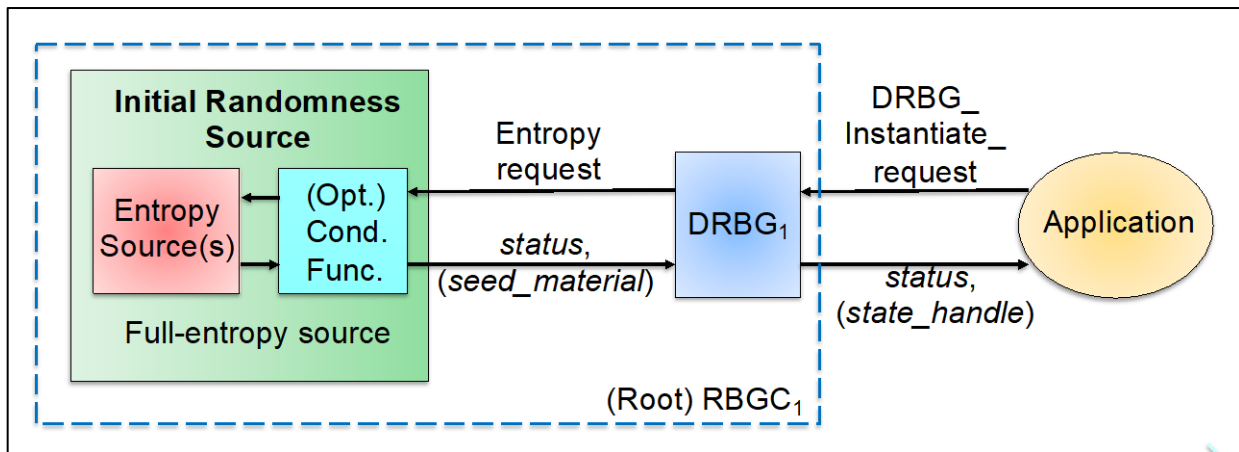 Initial Randomness
Source
Entropy
Source(s)
(Opt.)
Cond.
Func.
Full-entropy source
Entropy
request
status,
(seed_material)
DRBG₁
DRBG_
Instantiate_
request
status,
(state_handle)
Application
(Root) RBGC₁